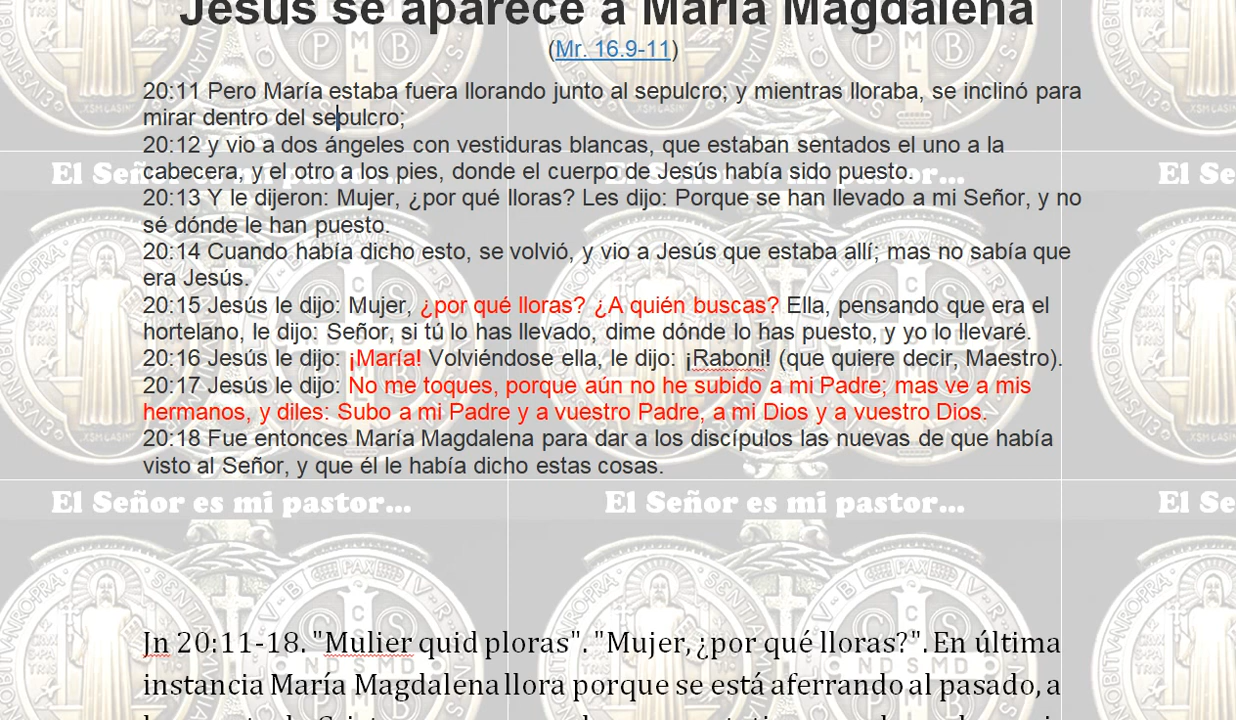 Jesús se aparece a María Magdalena
(Mr. 16.9-11)
20:11 Pero María estaba fuera llorando junto al sepulcro; y mientras lloraba, se inclinó para
mirar dentro del sepulcro;
20:12 y vio a dos ángeles con vestiduras blancas, que estaban sentados el uno a la
cabecera, y el otro a los pies, donde el cuerpo de Jesús había sido puesto.
20:13 Y le dijeron: Mujer, ¿por qué lloras? Les dijo: Porque se han llevado a mi Señor, y no
sé dónde le han puesto.
20:14 Cuando había dicho esto, se volvió, y vio a Jesús que estaba allí; mas no sabía que
era Jesús.
20:15 Jesús le dijo: Mujer, ¿por qué lloras? ¿A quién buscas? Ella, pensando que era el
hortelano, le dijo: Señor, si tú lo has llevado, dime dónde lo has puesto, y yo lo llevaré.
20:16 Jesús le dijo: ¡María! Volviéndose ella, le dijo: ¡Raboni! (que quiere decir, Maestro).
20:17 Jesús le dijo: No me toques, porque aún no he subido a mi Padre; mas ve a mis
hermanos, y diles: Subo a mi Padre y a vuestro Padre, a mi Dios y a vuestro Dios.
20:18 Fue entonces María Magdalena para dar a los discípulos las nuevas de que había
visto al Señor, y que él le había dicho estas cosas.
El Señor es mi pastor... El Señor es mi pastor... El Se
Jn 20:11-18. "Mulier quid ploras". "Mujer, ¿por qué lloras?". En última
instancia María Magdalena llora porque se está aferrando al pasado, a